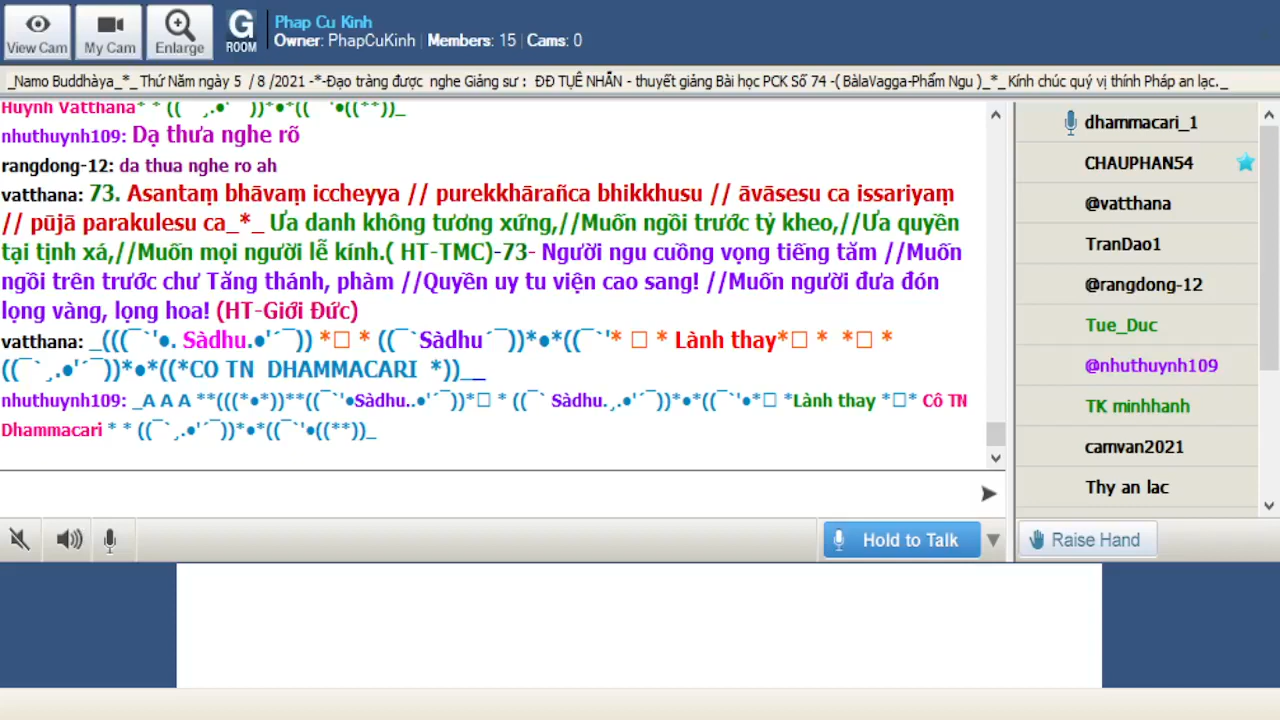 View Cam
My Cam
Enlarge
G
ROOM
Phap Cu Kinh
Owner: PhapCuKinh | Members: 15 | Cams: 0
_Namo Buddhàya_*_ Thứ Năm ngày 5 / 8 /2021 -*-Đạo tràng được nghe Giảng sư : ĐĐ TUỆ NHẪN - thuyết giảng Bài học PCK Số 74 -( BàlaVagga-Phẩm Ngu )_*_ Kính chúc quý vị thính Pháp an lạc._
Huynh Vatthana* * ((¯`¸.●'´¯))*●*((¯`'●((**))_
nhuthuynh109: Dạ thưa nghe rõ
rangdong-12: da thua nghe ro ah
vatthana: 73. Asantaṃ bhāvaṃ iccheyya // purekkhārañca bhikkhusu // āvāsesu ca issariyaṃ
// pūjā parakulesu ca_*_ Ưa danh không tương xứng,//Muốn ngồi trước tỷ kheo,//Ưa quyền
tại tịnh xá,//Muốn mọi người lễ kính.( HT-TMC)-73- Người ngu cuồng vọng tiếng tăm //Muốn
ngồi trên trước chư Tăng thánh, phàm //Quyền uy tu viện cao sang! //Muốn người đưa đón
lọng vàng, lọng hoa! (HT-Giới Đức)
vatthana: _(((¯`'●. Sàdhu.●'´¯)) *□ * ((¯`Sàdhu´¯))*●*((¯`'* □ * Lành thay*□ * *□ *
((¯`¸.●'´¯))*●*((*CO TN DHAMMACARI *))__
nhuthuynh109: _A A A **(((*●*))**((¯`'●Sàdhu..●'´¯))*□ * ((¯` Sàdhu.¸.●'´¯))*●*((¯`'●*□ *Lành thay *□* Cô TN
Dhammacari * * ((¯`¸.●'´¯))*●*((¯`'●((**))_
dhammacari_1
CHAUPHAN54
@vatthana
TranDao1
@rangdong-12
Tue_Duc
@nhuthuynh109
TK minhhanh
camvan2021
Thy an lac
Hold to Talk
Raise Hand